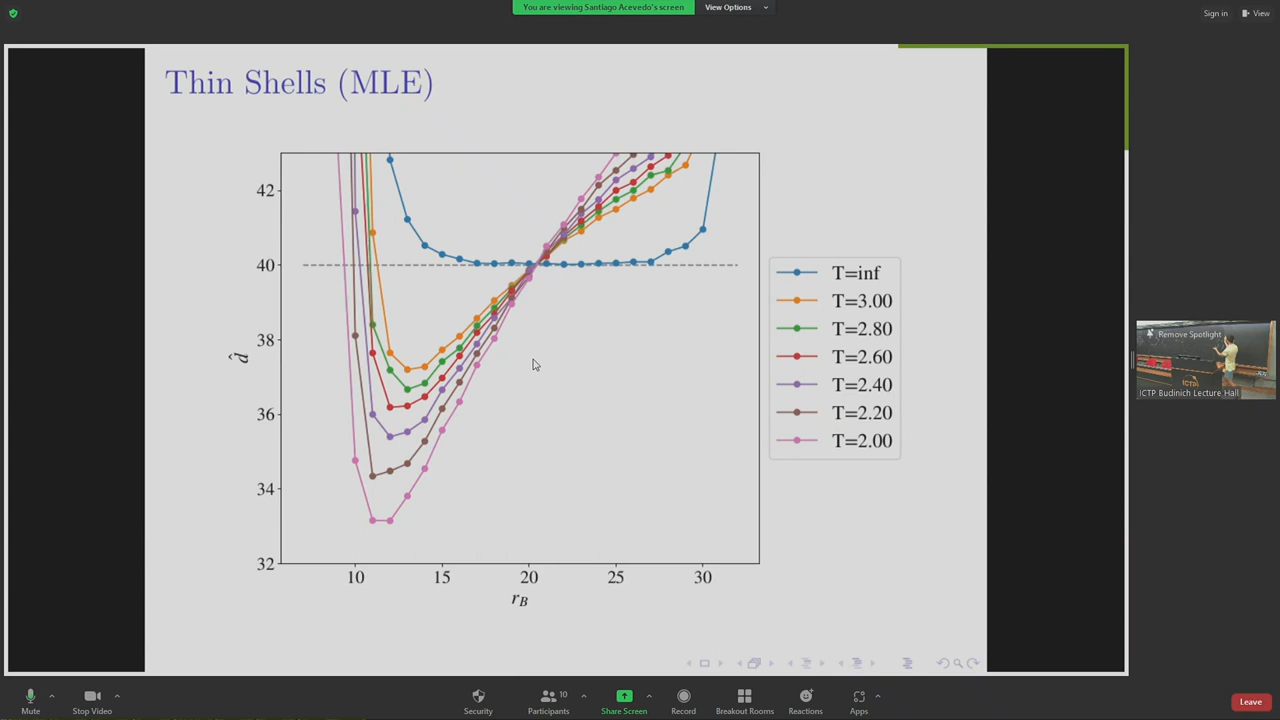 You are viewing Santiago Acevedo's screen
View Options
Sign in
View
Thin Shells (MLE)
42
40
38
36
34
32
d̂
10
15
20
25
30
r_B
T=inf
T=3.00
T=2.80
T=2.60
T=2.40
T=2.20
T=2.00
Remove Spotlight
ICTP
ICTP Budinich Lecture Hall
Mute
Stop Video
Security
10
Participants
Share Screen
Record
Breakout Rooms
Reactions
Apps
Leave